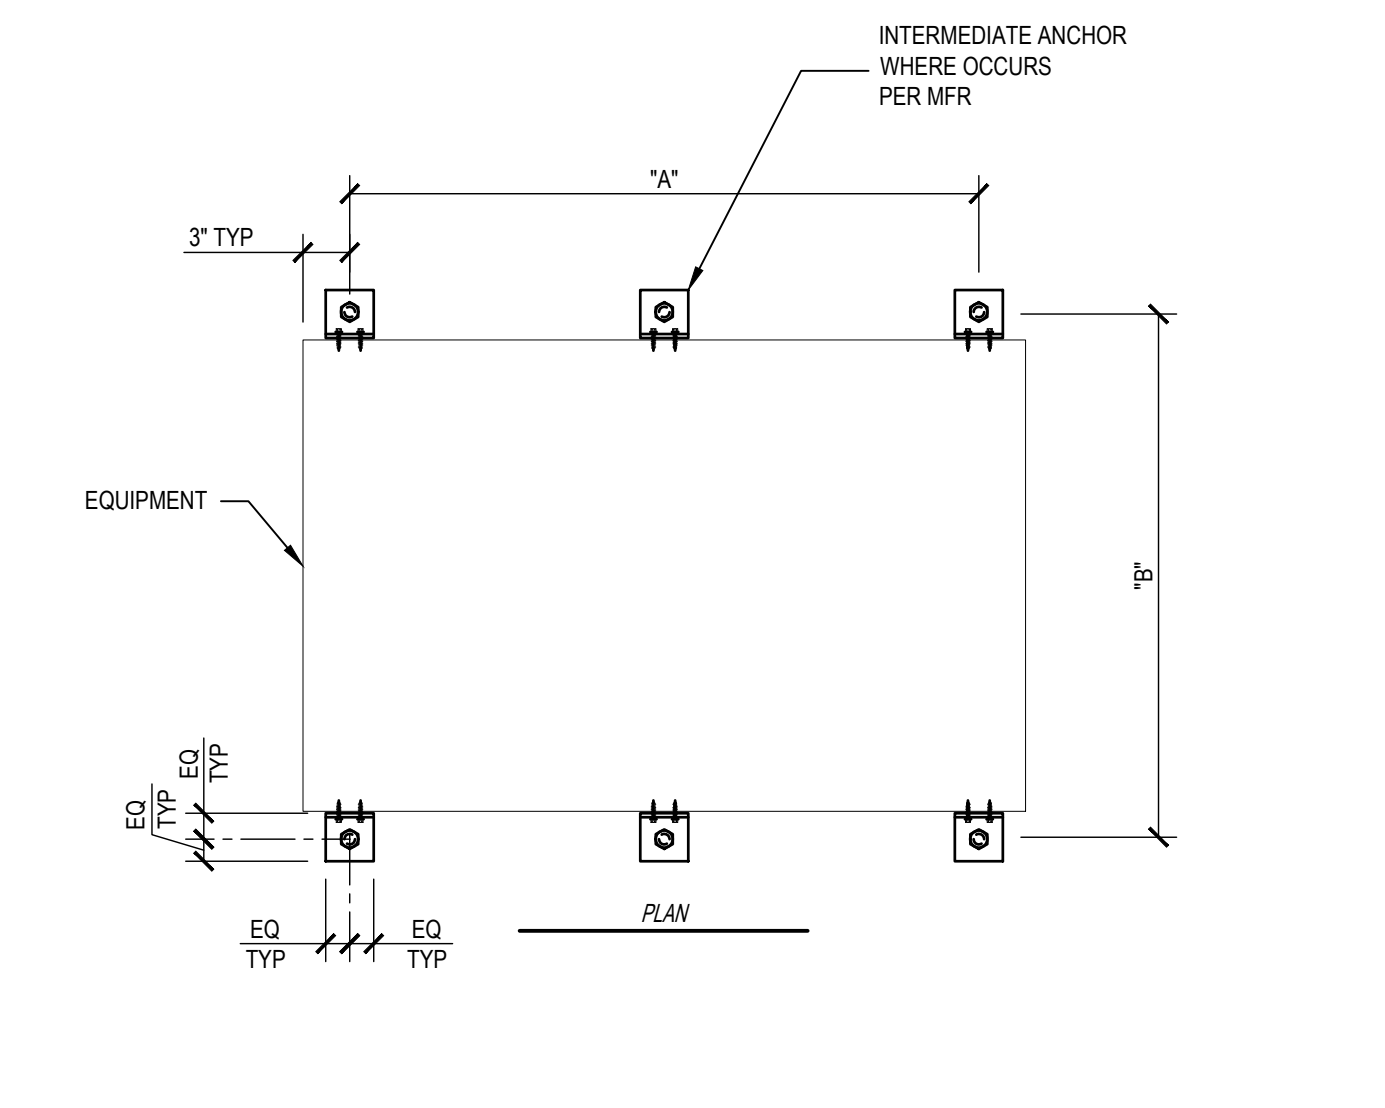 INTERMEDIATE ANCHOR
WHERE OCCURS
PER MFR
"A"
3" TYP
EQUIPMENT
"B"
EQ
TYP
EQ
TYP
EQ
TYP
EQ
TYP
PLAN